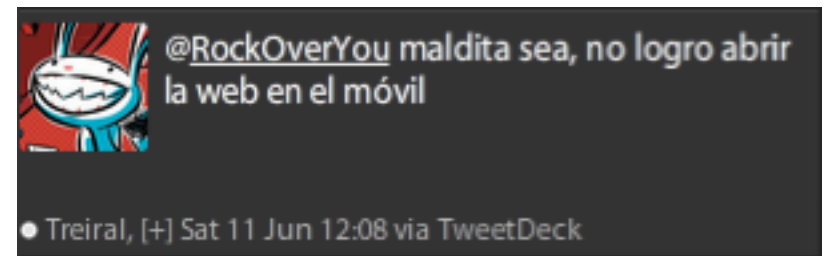 @RockOverYou maldita sea, no logro abrir
la web en el móvil
Treiral, [+] Sat 11 Jun 12:08 via TweetDeck